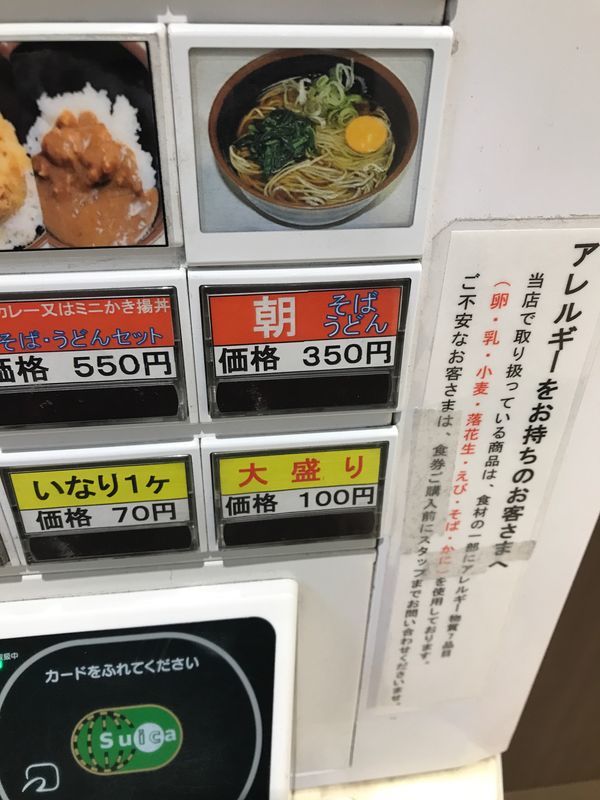 カレー又はミニかき揚丼
そば・うどんセット
価格 550円
朝 そば
うどん
価格 350円
いなり1ヶ
価格 70円
大盛り
価格 100円
アレルギーをお持ちのお客さまへ
当店で取り扱っている商品は、食材の一部にアレルギー物質7品目
（卵・乳・小麦・落花生・えび・そば・かに）を使用しております。
ご不安なお客さまは、食券ご購入前にスタッフまでお問い合わせくださいませ。
カードをふれてください
Suica